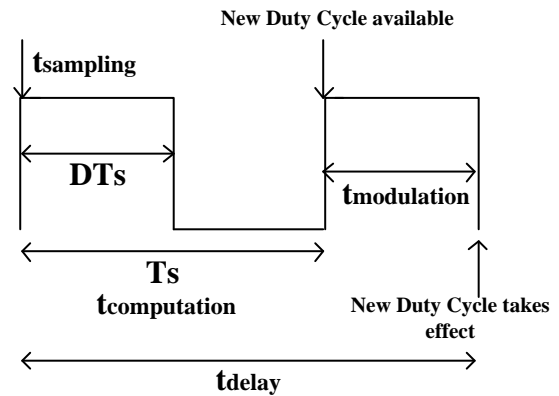 New Duty Cycle available
tsampling
DTs
tmodulation
Ts
tcomputation
New Duty Cycle takes
effect
tdelay